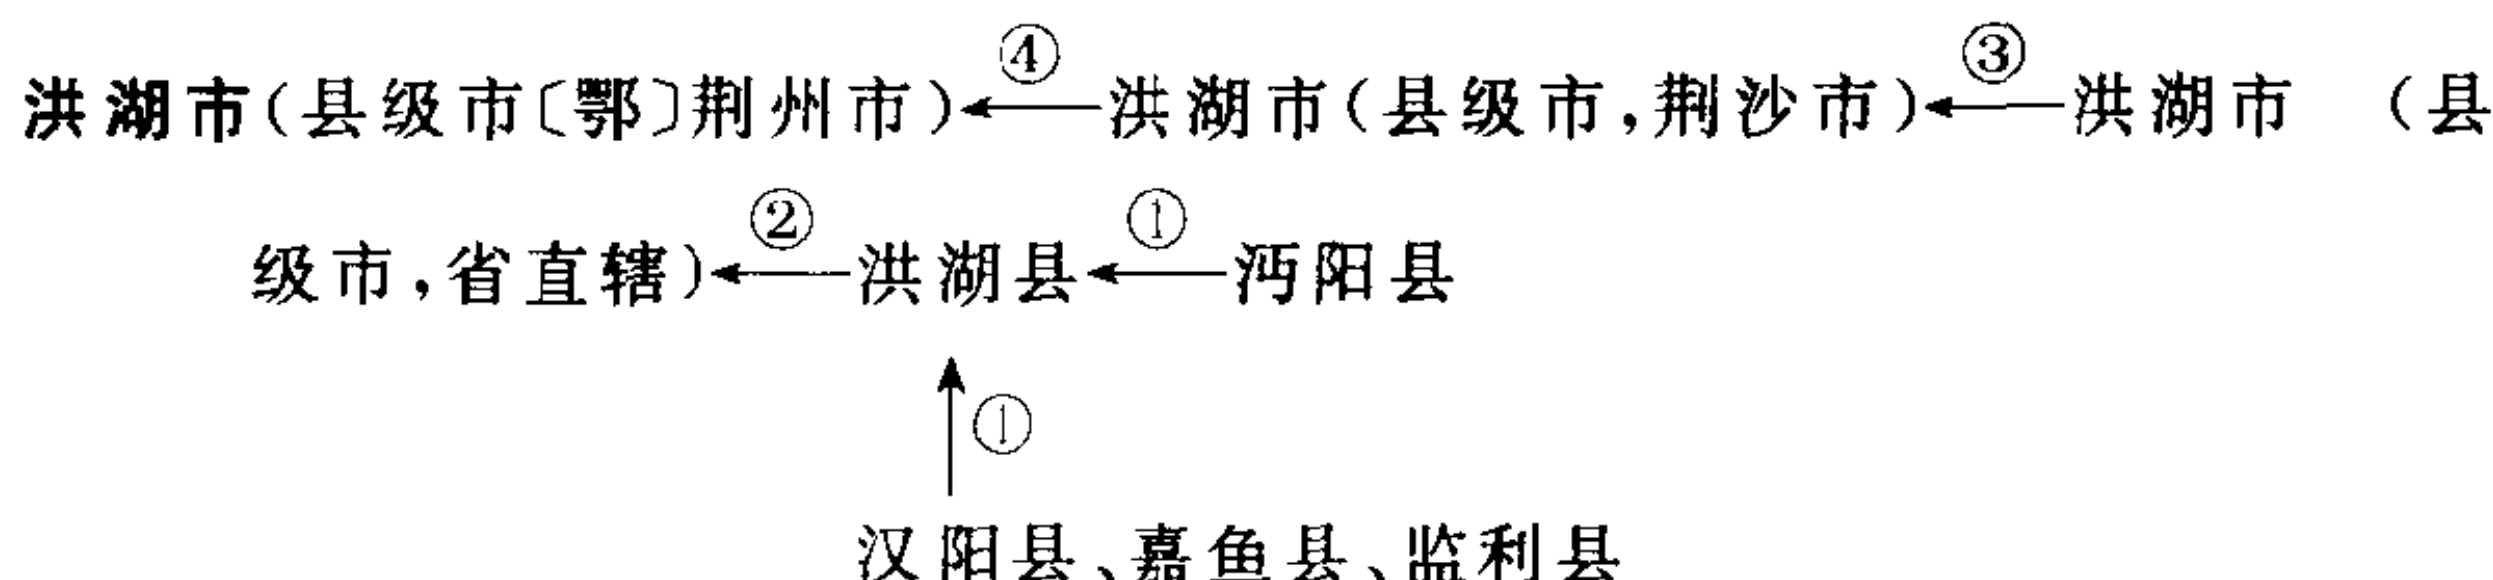 ④ ③
洪湖市(县级市〔鄂〕荆州市)←洪湖市(县级市,荆沙市)←洪湖市 (县
② ①
级市,省直辖)←洪湖县←沔阳县
①
汉阳县、嘉鱼县、监利县